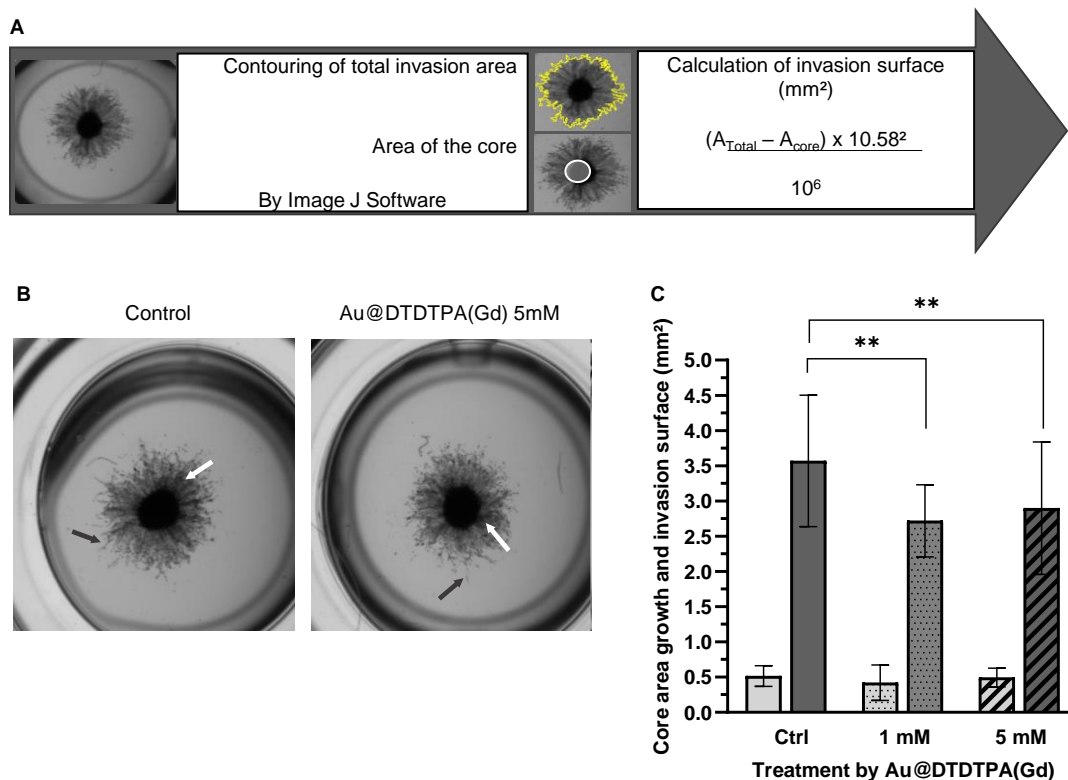 A
Contouring of total invasion area
Area of the core
By Image J Software
Calculation of invasion surface
(mm²)
(A_Total – A_core) x 10.58²
10⁶
B
Control
Au@DTDTPA(Gd) 5mM
C
**
**
Core area growth and invasion surface (mm²)
5.0
4.5
4.0
3.5
3.0
2.5
2.0
1.5
1.0
0.5
0.0
Ctrl
1 mM
5 mM
Treatment by Au@DTDTPA(Gd)